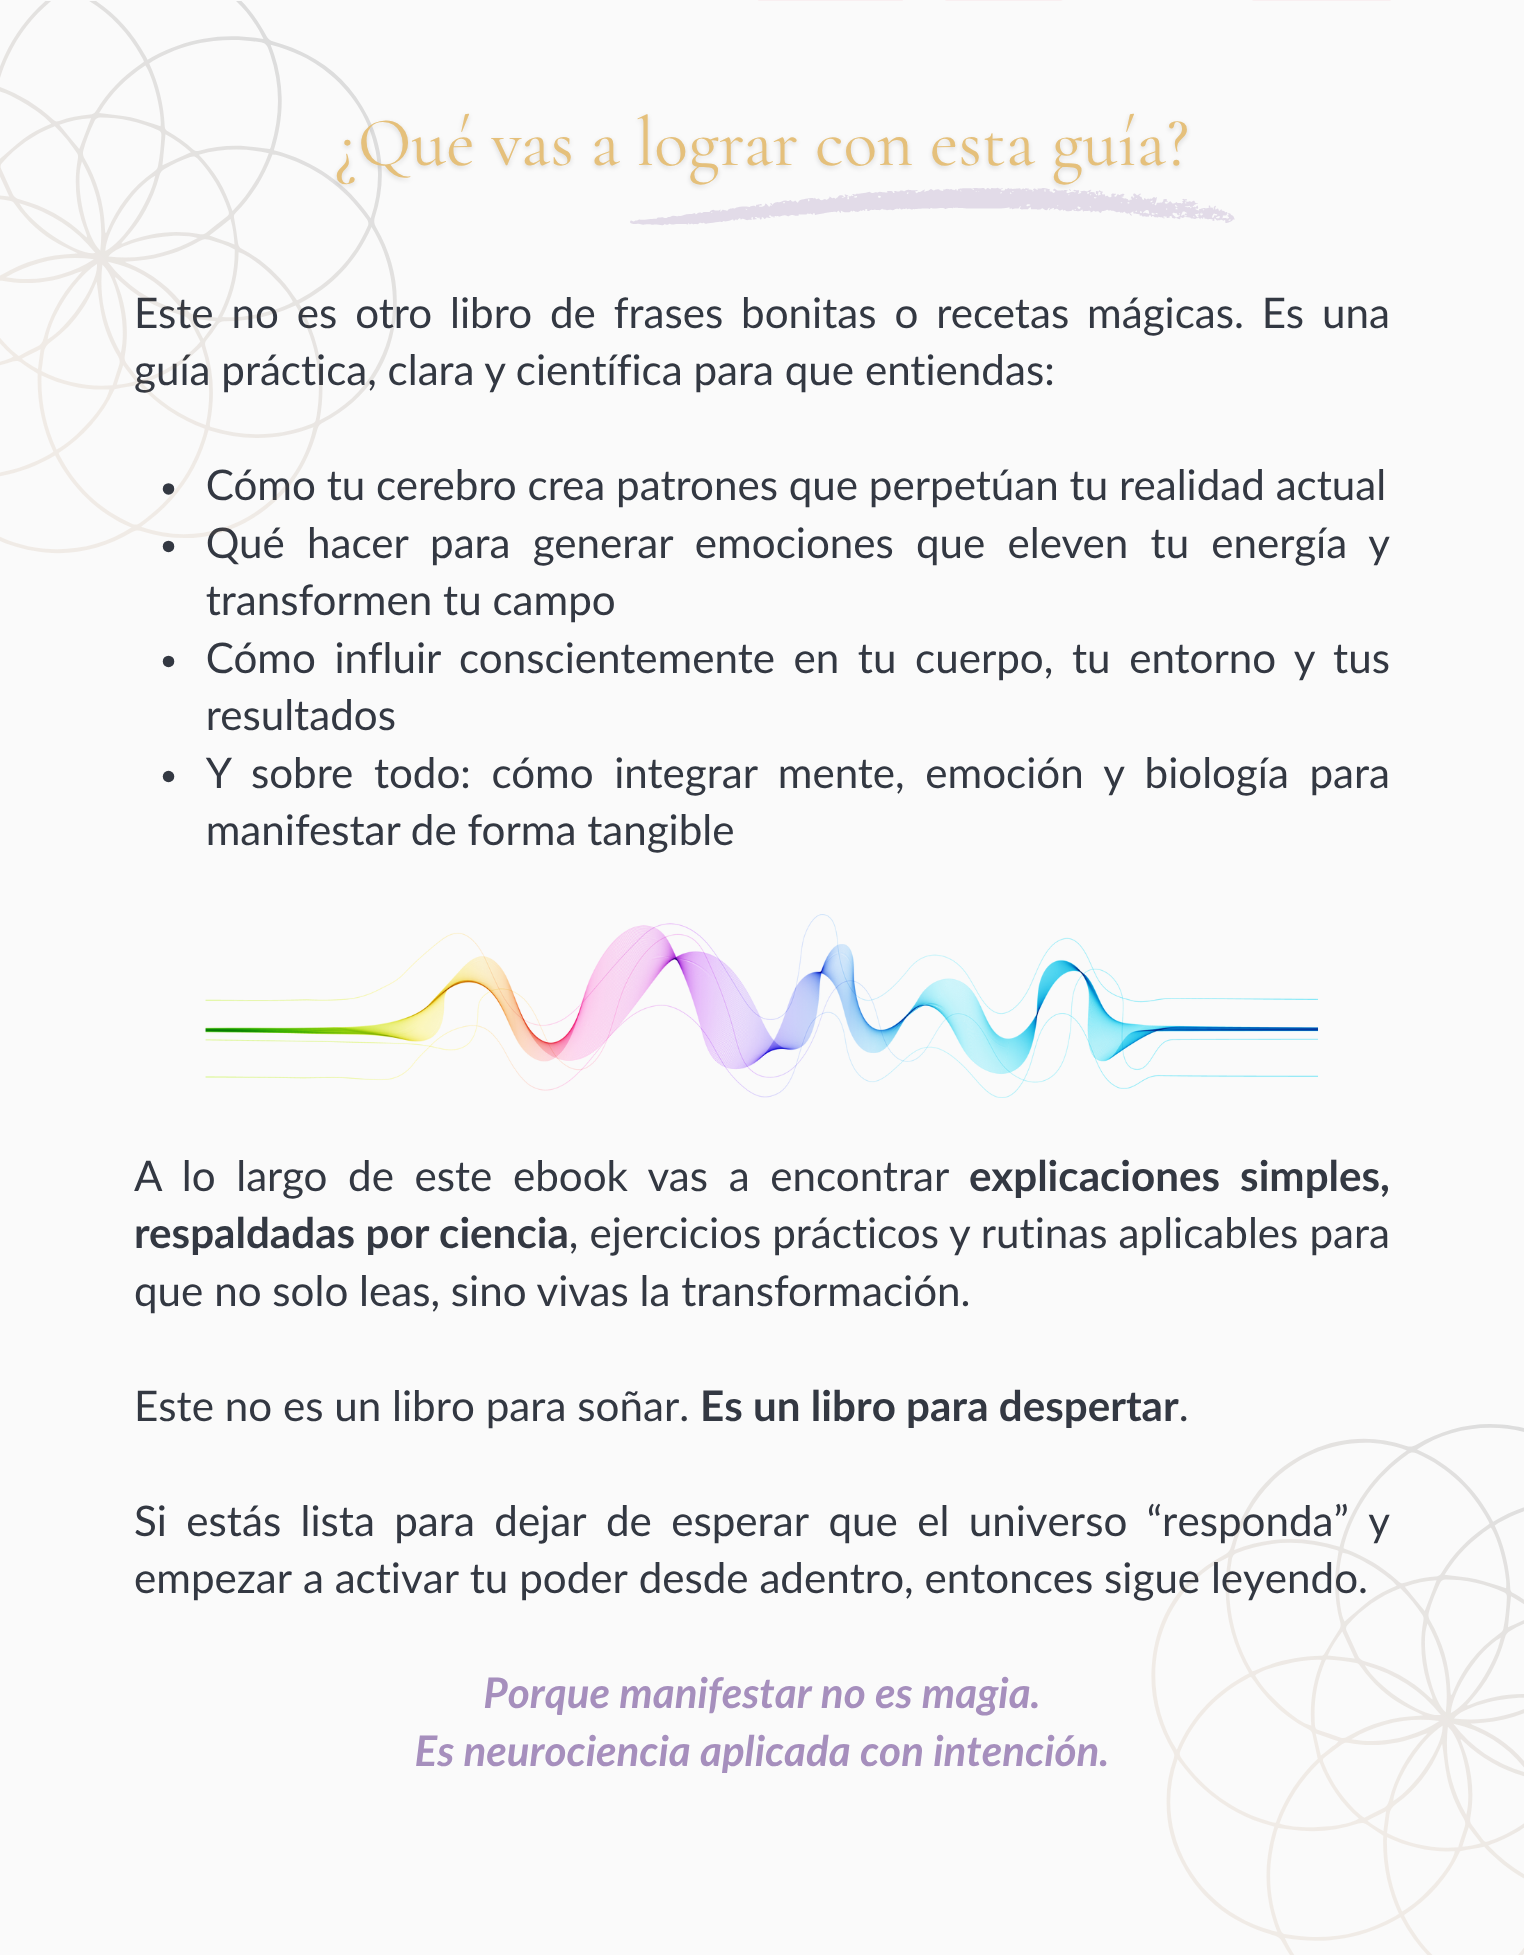 ¿Qué vas a lograr con esta guía?
Este no es otro libro de frases bonitas o recetas mágicas. Es una
guía práctica, clara y científica para que entiendas:
• Cómo tu cerebro crea patrones que perpetúan tu realidad actual
• Qué hacer para generar emociones que eleven tu energía y
transformen tu campo
• Cómo influir conscientemente en tu cuerpo, tu entorno y tus
resultados
• Y sobre todo: cómo integrar mente, emoción y biología para
manifestar de forma tangible
A lo largo de este ebook vas a encontrar explicaciones simples,
respaldadas por ciencia, ejercicios prácticos y rutinas aplicables para
que no solo leas, sino vivas la transformación.
Este no es un libro para soñar. Es un libro para despertar.
Si estás lista para dejar de esperar que el universo “responda” y
empezar a activar tu poder desde adentro, entonces sigue leyendo.
Porque manifestar no es magia.
Es neurociencia aplicada con intención.